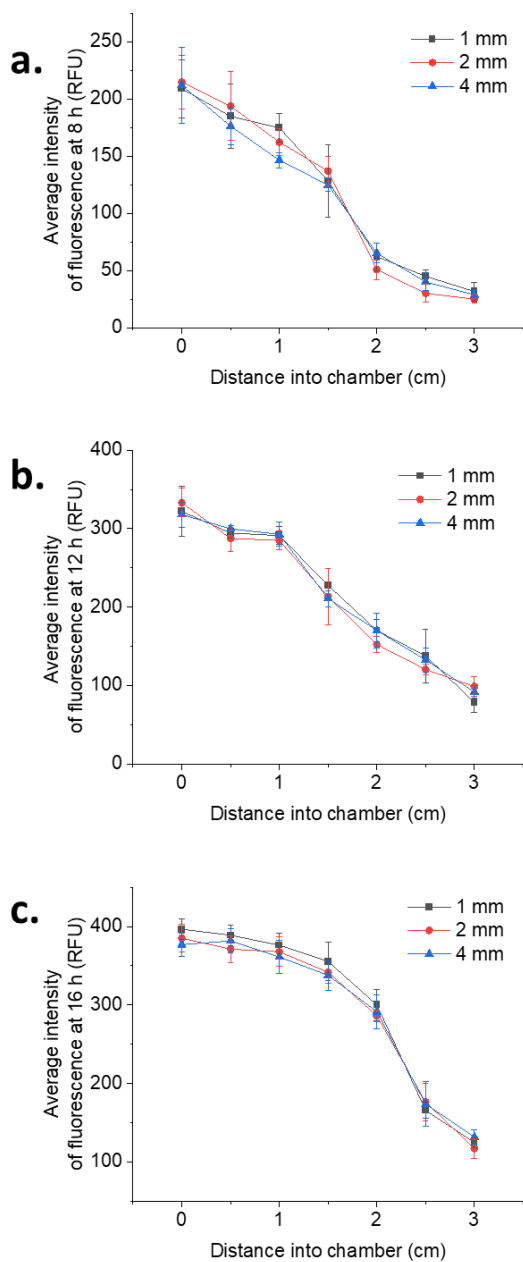 a.
250
200
150
100
50
0
Average intensity
of fluorescence at 8 h (RFU)
1 mm
2 mm
4 mm
0
1
2
3
Distance into chamber (cm)
b.
400
300
200
100
0
Average intensity
of fluorescence at 12 h (RFU)
1 mm
2 mm
4 mm
0
1
2
3
Distance into chamber (cm)
c.
400
300
200
100
Average intensity
of fluorescence at 16 h (RFU)
1 mm
2 mm
4 mm
0
1
2
3
Distance into chamber (cm)